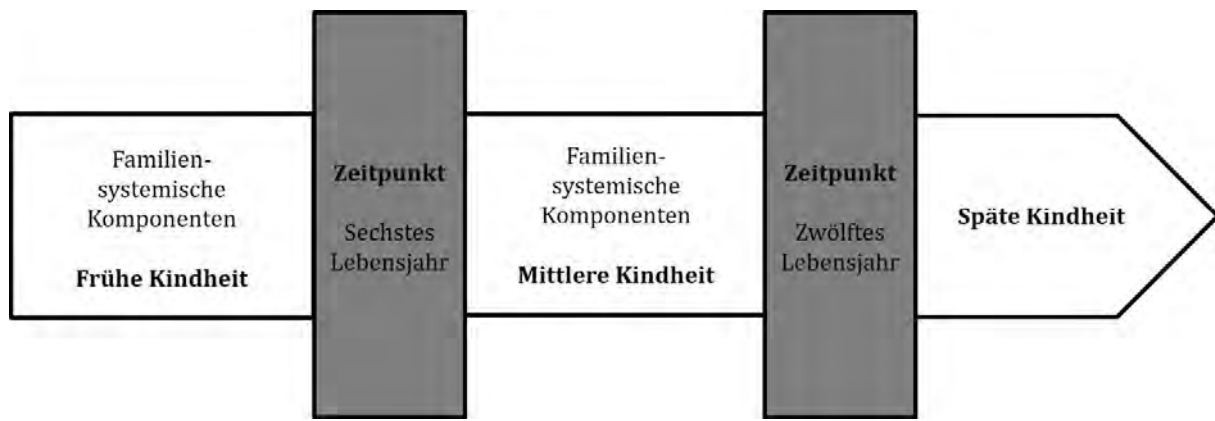 Familien-
systemische
Komponenten
Frühe Kindheit
Zeitpunkt
Sechstes
Lebensjahr
Familien-
systemische
Komponenten
Mittlere Kindheit
Zeitpunkt
Zwölftes
Lebensjahr
Späte Kindheit